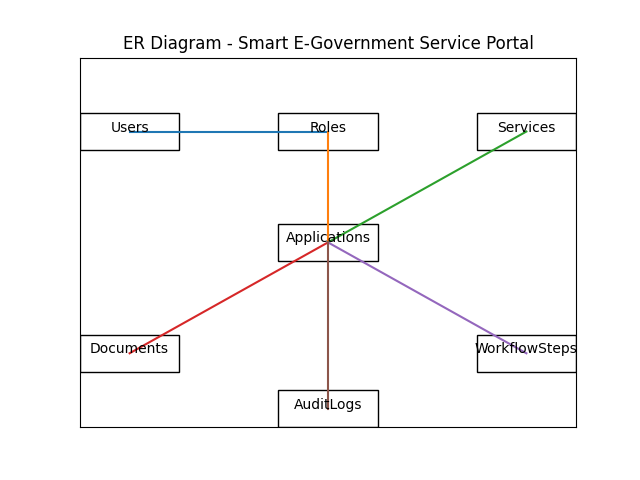 ER Diagram - Smart E-Government Service Portal
Users
Roles
Services
Applications
Documents
WorkflowSteps
AuditLogs